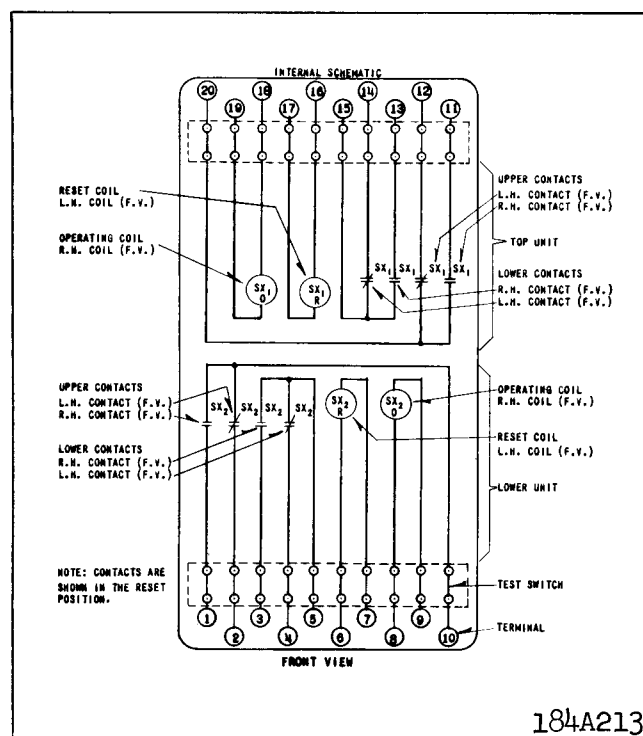 INTERNAL SCHEMATIC
20 18 16 14 12
19 17 15 13 11
RESET COIL
L.H. COIL (F.V.)
OPERATING COIL
R.H. COIL (F.V.)
SX1
O
SX1
R
SX1 SX1 SX1 SX1
UPPER CONTACTS
L.H. CONTACT (F.V.)
R.H. CONTACT (F.V.)
TOP UNIT
LOWER CONTACTS
R.H. CONTACT (F.V.)
L.H. CONTACT (F.V.)
UPPER CONTACTS
L.H. CONTACT (F.V.)
R.H. CONTACT (F.V.)
LOWER CONTACTS
R.H. CONTACT (F.V.)
L.H. CONTACT (F.V.)
SX2 SX2 SX2 SX2
SX2
R
SX2
O
OPERATING COIL
R.H. COIL (F.V.)
RESET COIL
L.H. COIL (F.V.)
LOWER UNIT
NOTE: CONTACTS ARE
SHOWN IN THE RESET
POSITION.
TEST SWITCH
1 3 5 7 9
2 4 6 8 10
TERMINAL
FRONT VIEW
184A213